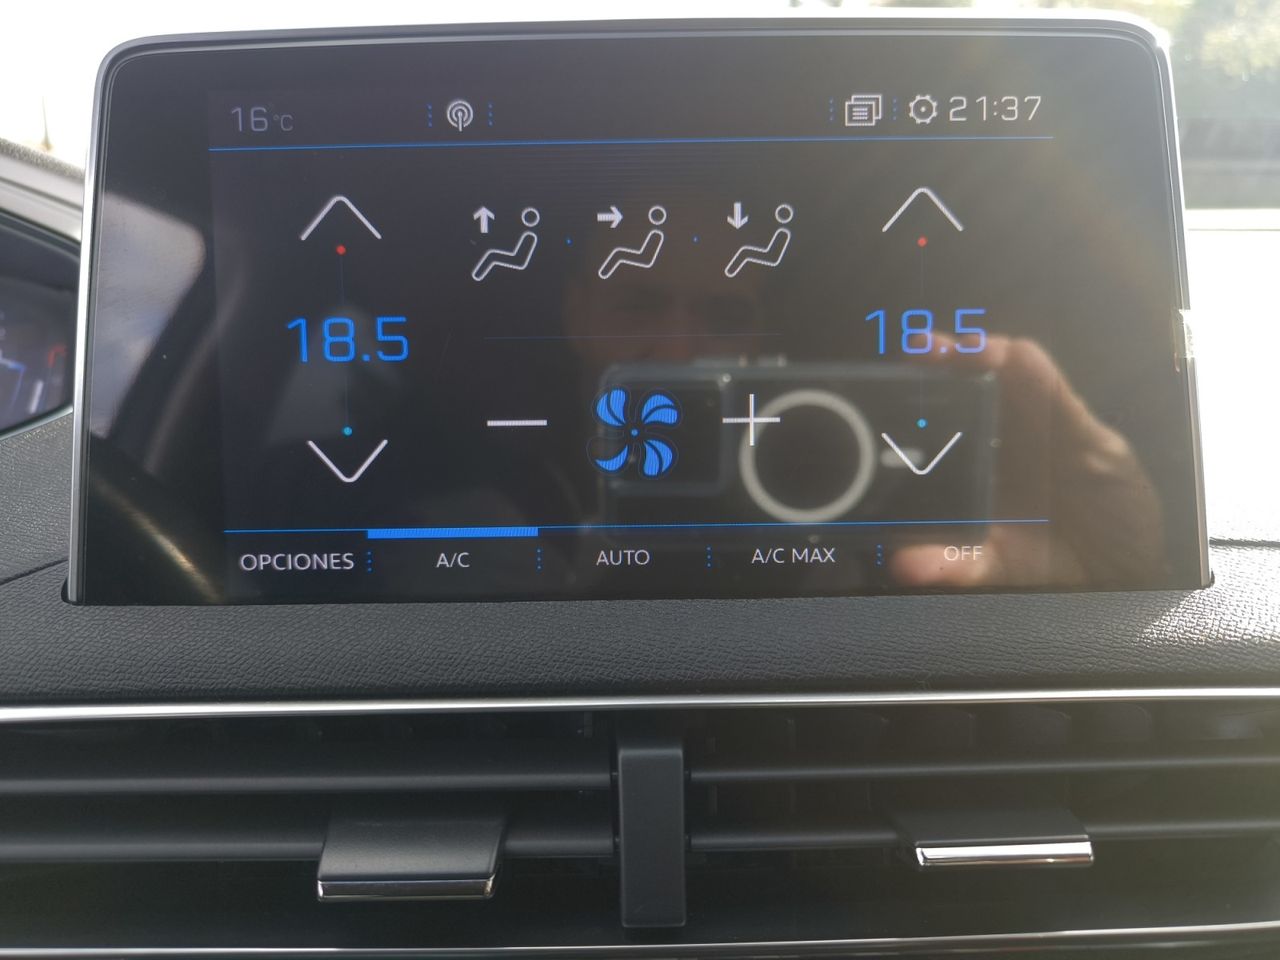 16°C 21:37
18.5 18.5
OPCIONES A/C AUTO A/C MAX OFF